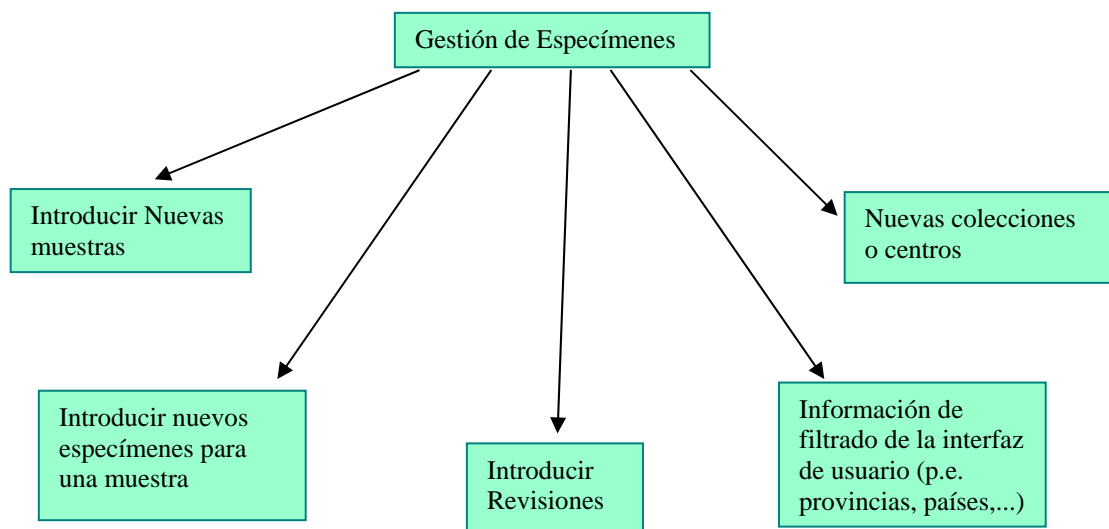 Gestión de Especímenes
Introducir Nuevas
muestras
Nuevas colecciones
o centros
Introducir nuevos
especímenes para
una muestra
Introducir
Revisiones
Información de
filtrado de la interfaz
de usuario (p.e.
provincias, países,...)